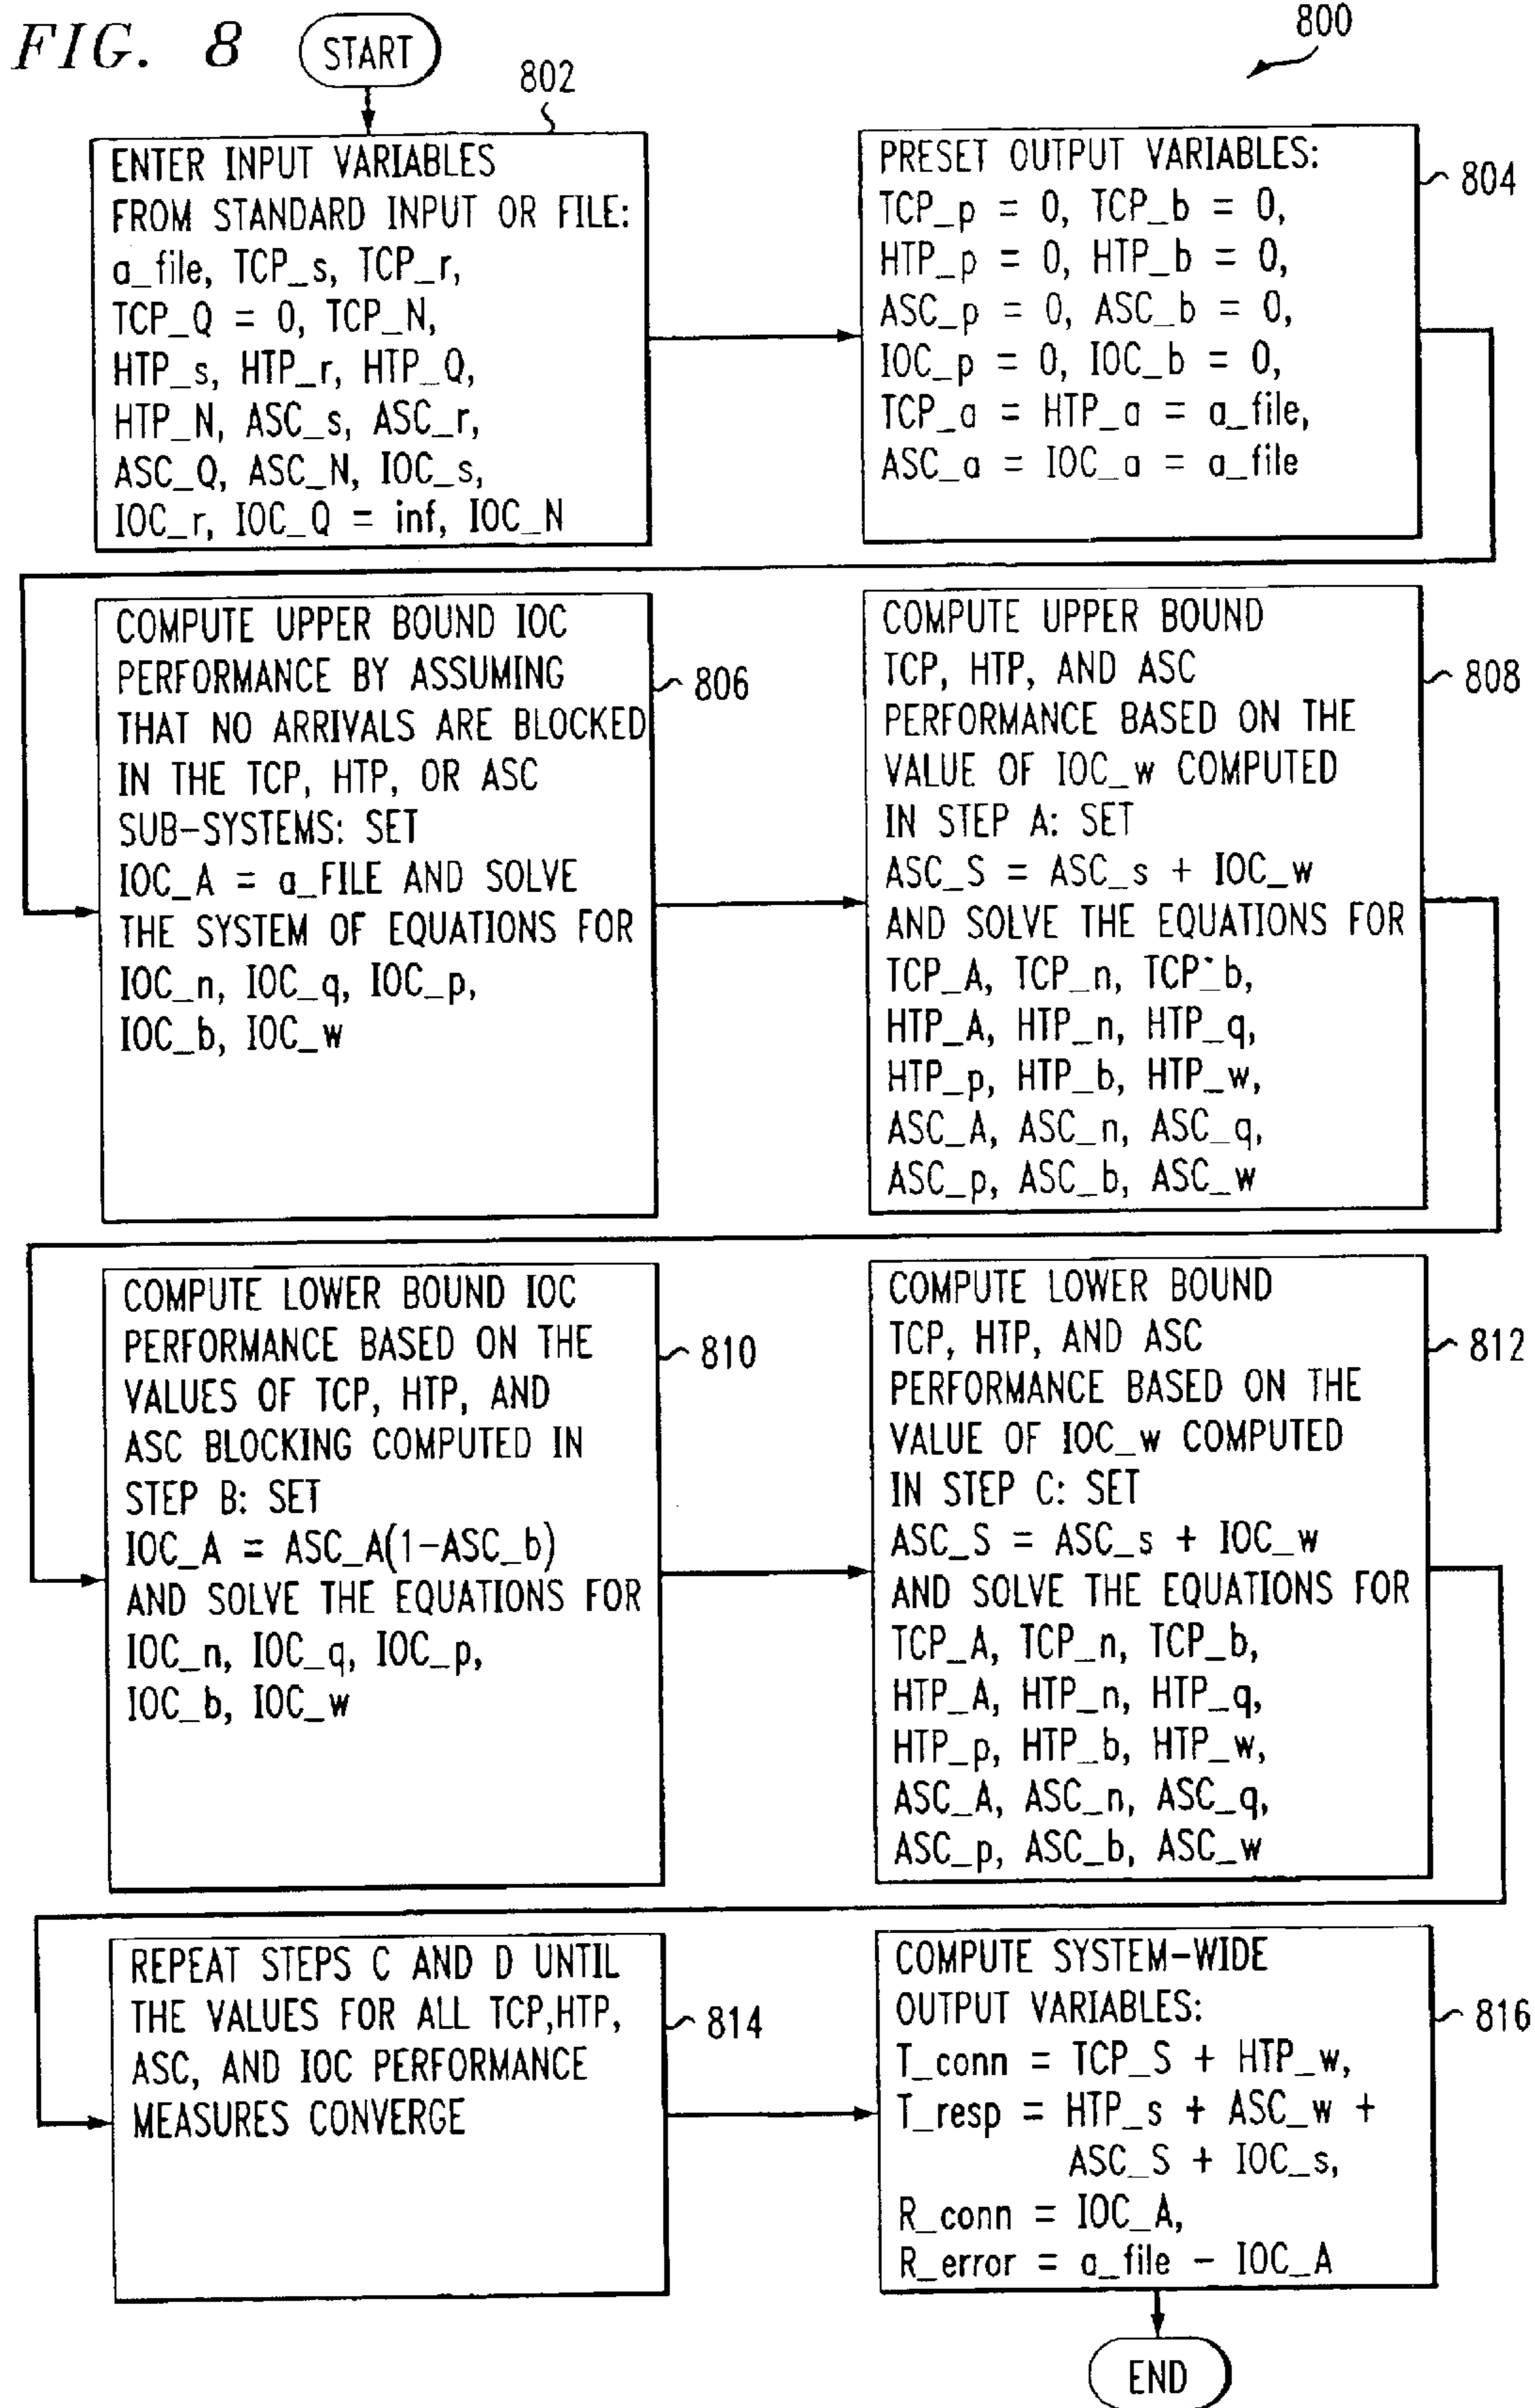 FIG. 8
START
800
802
ENTER INPUT VARIABLES
FROM STANDARD INPUT OR FILE:
a_file, TCP_s, TCP_r,
TCP_Q = 0, TCP_N,
HTP_s, HTP_r, HTP_Q,
HTP_N, ASC_s, ASC_r,
ASC_Q, ASC_N, IOC_s,
IOC_r, IOC_Q = inf, IOC_N
804
PRESET OUTPUT VARIABLES:
TCP_p = 0, TCP_b = 0,
HTP_p = 0, HTP_b = 0,
ASC_p = 0, ASC_b = 0,
IOC_p = 0, IOC_b = 0,
TCP_a = HTP_a = a_file,
ASC_a = IOC_a = a_file
806
COMPUTE UPPER BOUND IOC
PERFORMANCE BY ASSUMING
THAT NO ARRIVALS ARE BLOCKED
IN THE TCP, HTP, OR ASC
SUB-SYSTEMS: SET
IOC_A = a_FILE AND SOLVE
THE SYSTEM OF EQUATIONS FOR
IOC_n, IOC_q, IOC_p,
IOC_b, IOC_w
808
COMPUTE UPPER BOUND
TCP, HTP, AND ASC
PERFORMANCE BASED ON THE
VALUE OF IOC_w COMPUTED
IN STEP A: SET
ASC_S = ASC_s + IOC_w
AND SOLVE THE EQUATIONS FOR
TCP_A, TCP_n, TCP_b,
HTP_A, HTP_n, HTP_q,
HTP_p, HTP_b, HTP_w,
ASC_A, ASC_n, ASC_q,
ASC_p, ASC_b, ASC_w
810
COMPUTE LOWER BOUND IOC
PERFORMANCE BASED ON THE
VALUES OF TCP, HTP, AND
ASC BLOCKING COMPUTED IN
STEP B: SET
IOC_A = ASC_A(1-ASC_b)
AND SOLVE THE EQUATIONS FOR
IOC_n, IOC_q, IOC_p,
IOC_b, IOC_w
812
COMPUTE LOWER BOUND
TCP, HTP, AND ASC
PERFORMANCE BASED ON THE
VALUE OF IOC_w COMPUTED
IN STEP C: SET
ASC_S = ASC_s + IOC_w
AND SOLVE THE EQUATIONS FOR
TCP_A, TCP_n, TCP_b,
HTP_A, HTP_n, HTP_q,
HTP_p, HTP_b, HTP_w,
ASC_A, ASC_n, ASC_q,
ASC_p, ASC_b, ASC_w
814
REPEAT STEPS C AND D UNTIL
THE VALUES FOR ALL TCP,HTP,
ASC, AND IOC PERFORMANCE
MEASURES CONVERGE
816
COMPUTE SYSTEM-WIDE
OUTPUT VARIABLES:
T_conn = TCP_S + HTP_w,
T_resp = HTP_s + ASC_w +
ASC_S + IOC_s,
R_conn = IOC_A,
R_error = a_file - IOC_A
END